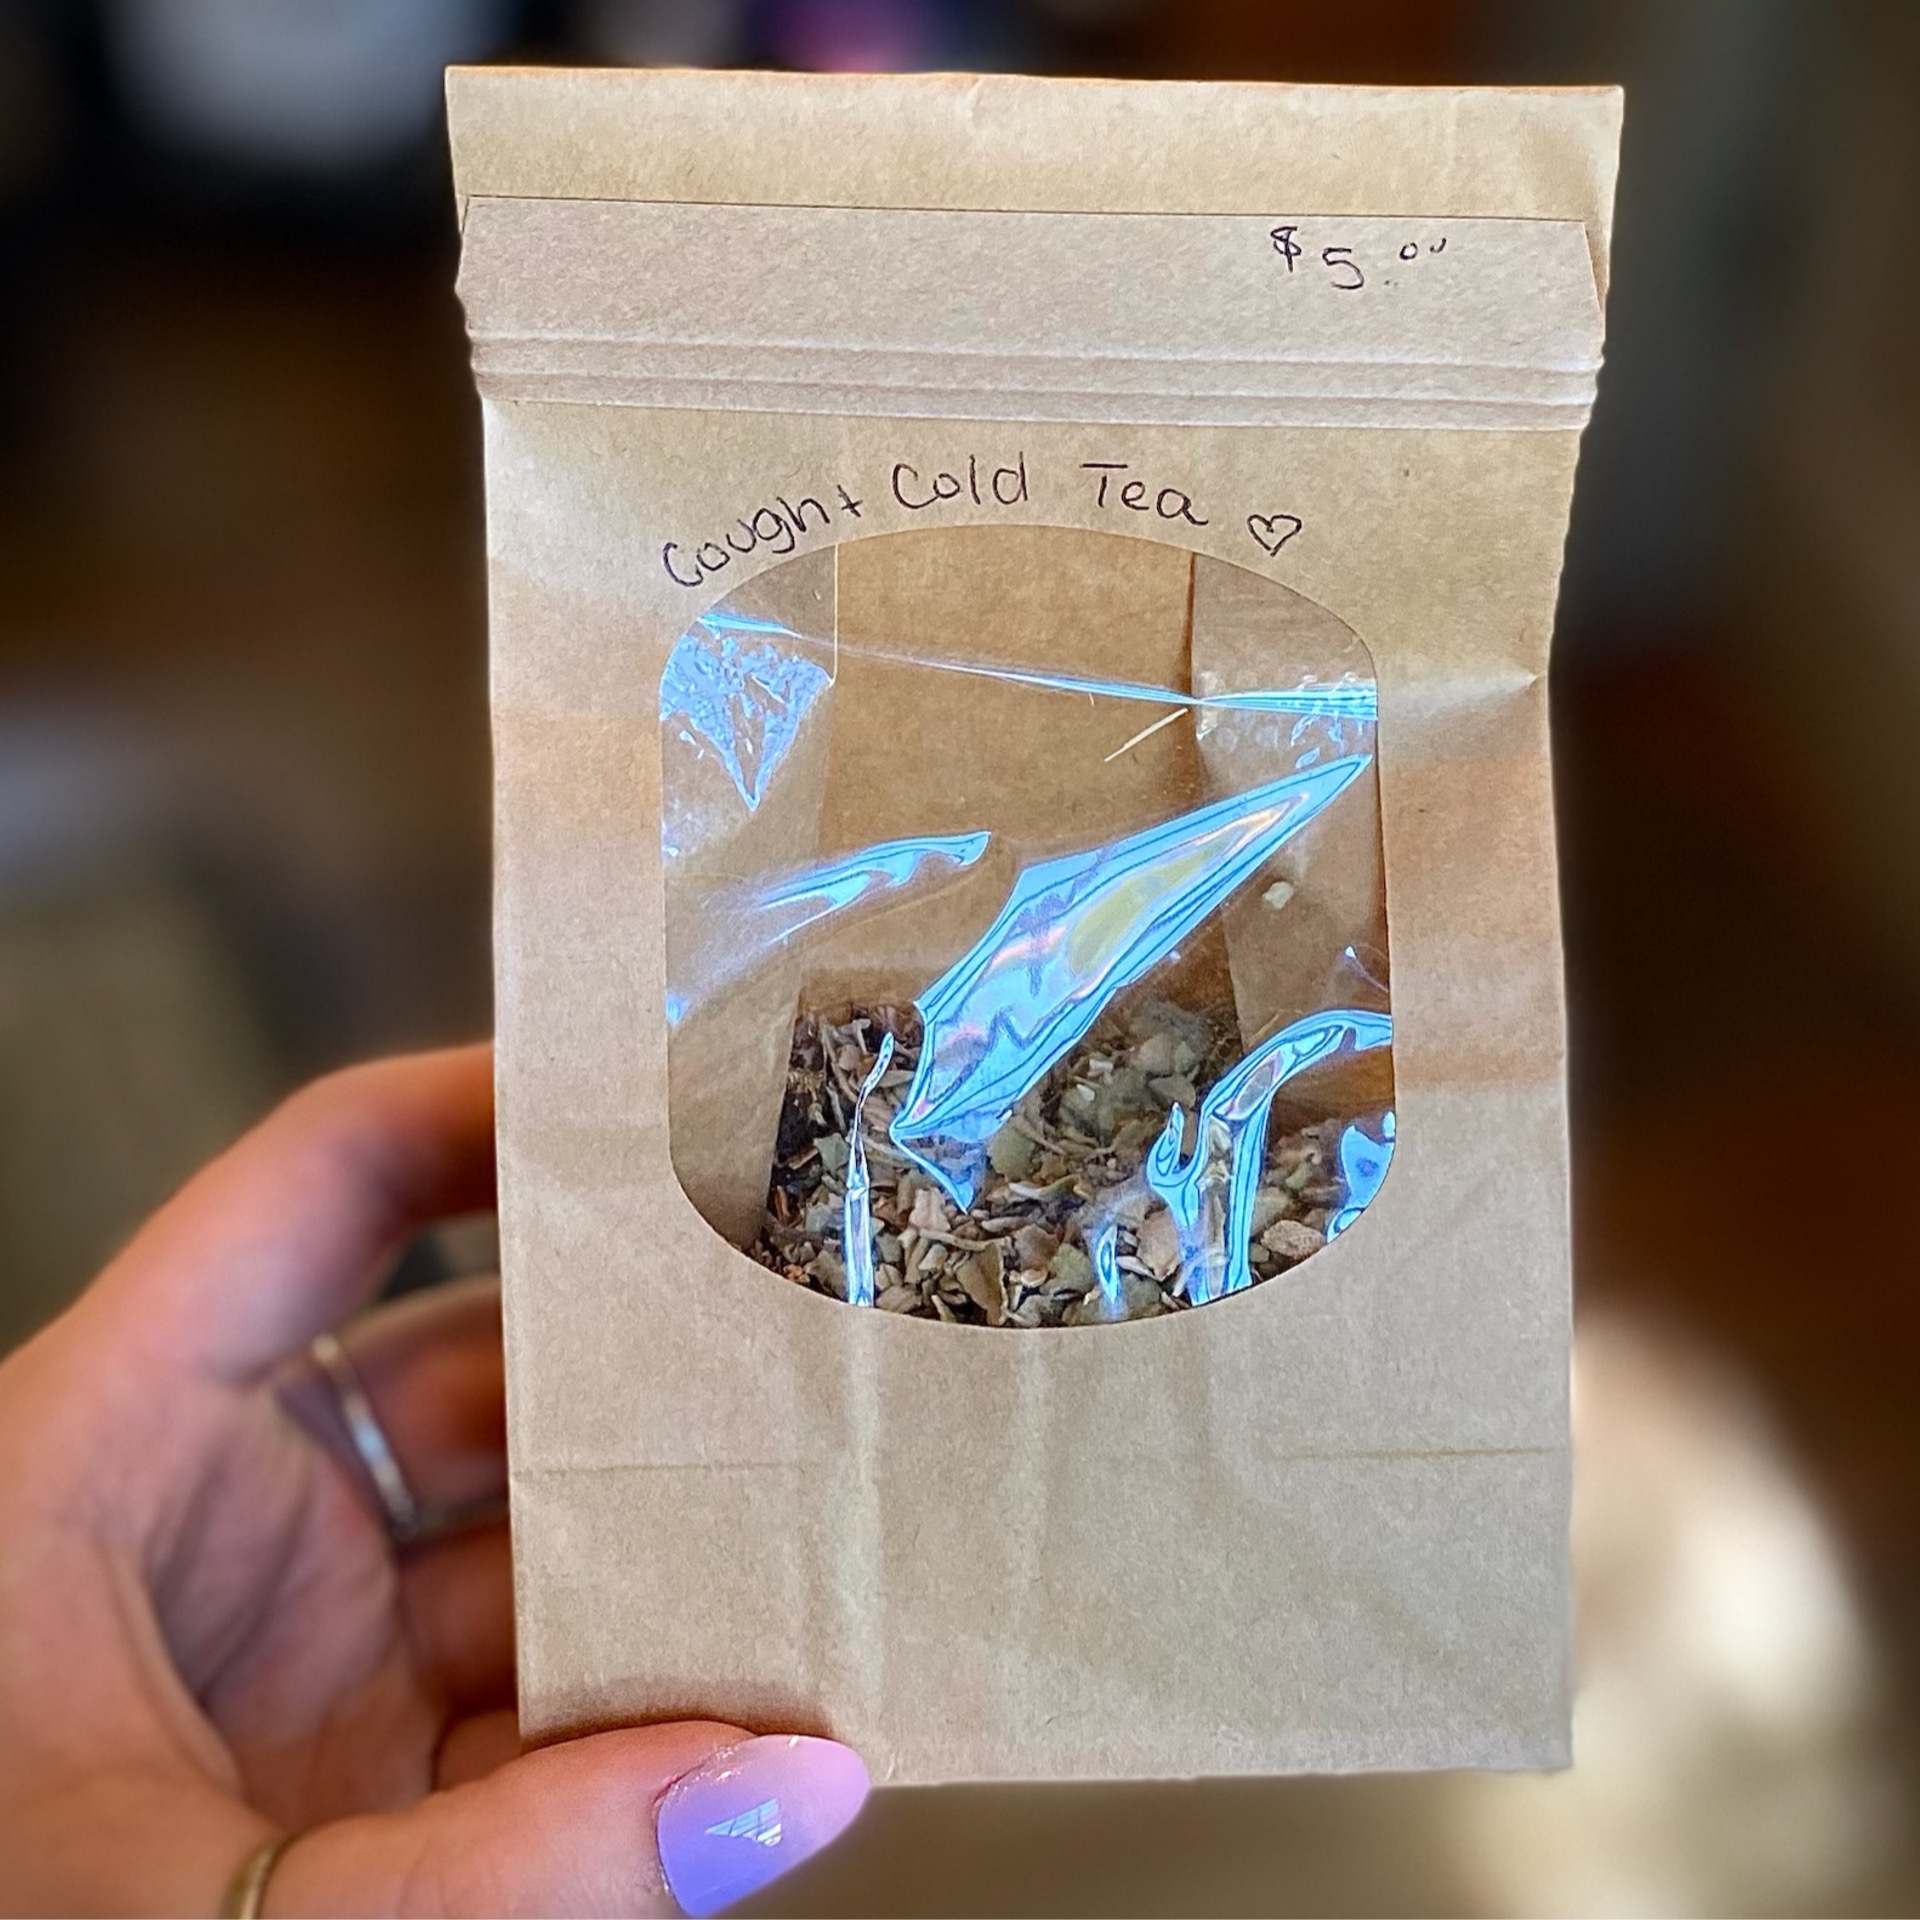 $5.00
Cough + Cold Tea ♡